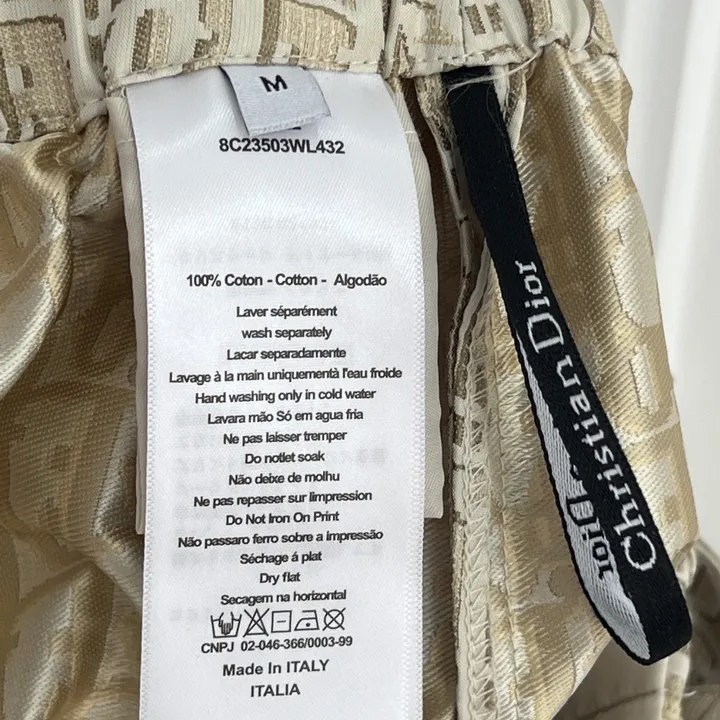 M
8C23503WL432
100% Coton - Cotton - Algodão
Laver séparément
wash separately
Lacar separadamente
Lavage à la main uniquementà l'eau froide
Hand washing only in cold water
Lavara mão Só em agua fria
Ne pas laisser tremper
Do notlet soak
Não deixe de molhu
Ne pas repasser sur limpression
Do Not Iron On Print
Não passaro ferro sobre a impressão
Séchage á plat
Dry flat
Secagem na horizontal
CNPJ 02-046-366/0003-99
Made In ITALY
ITALIA
Christian Dior